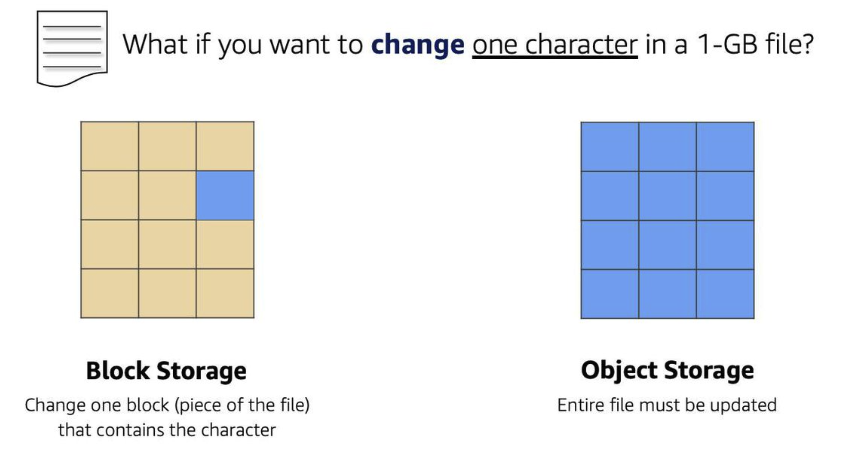 What if you want to change one character in a 1-GB file?
Block Storage
Change one block (piece of the file)
that contains the character
Object Storage
Entire file must be updated